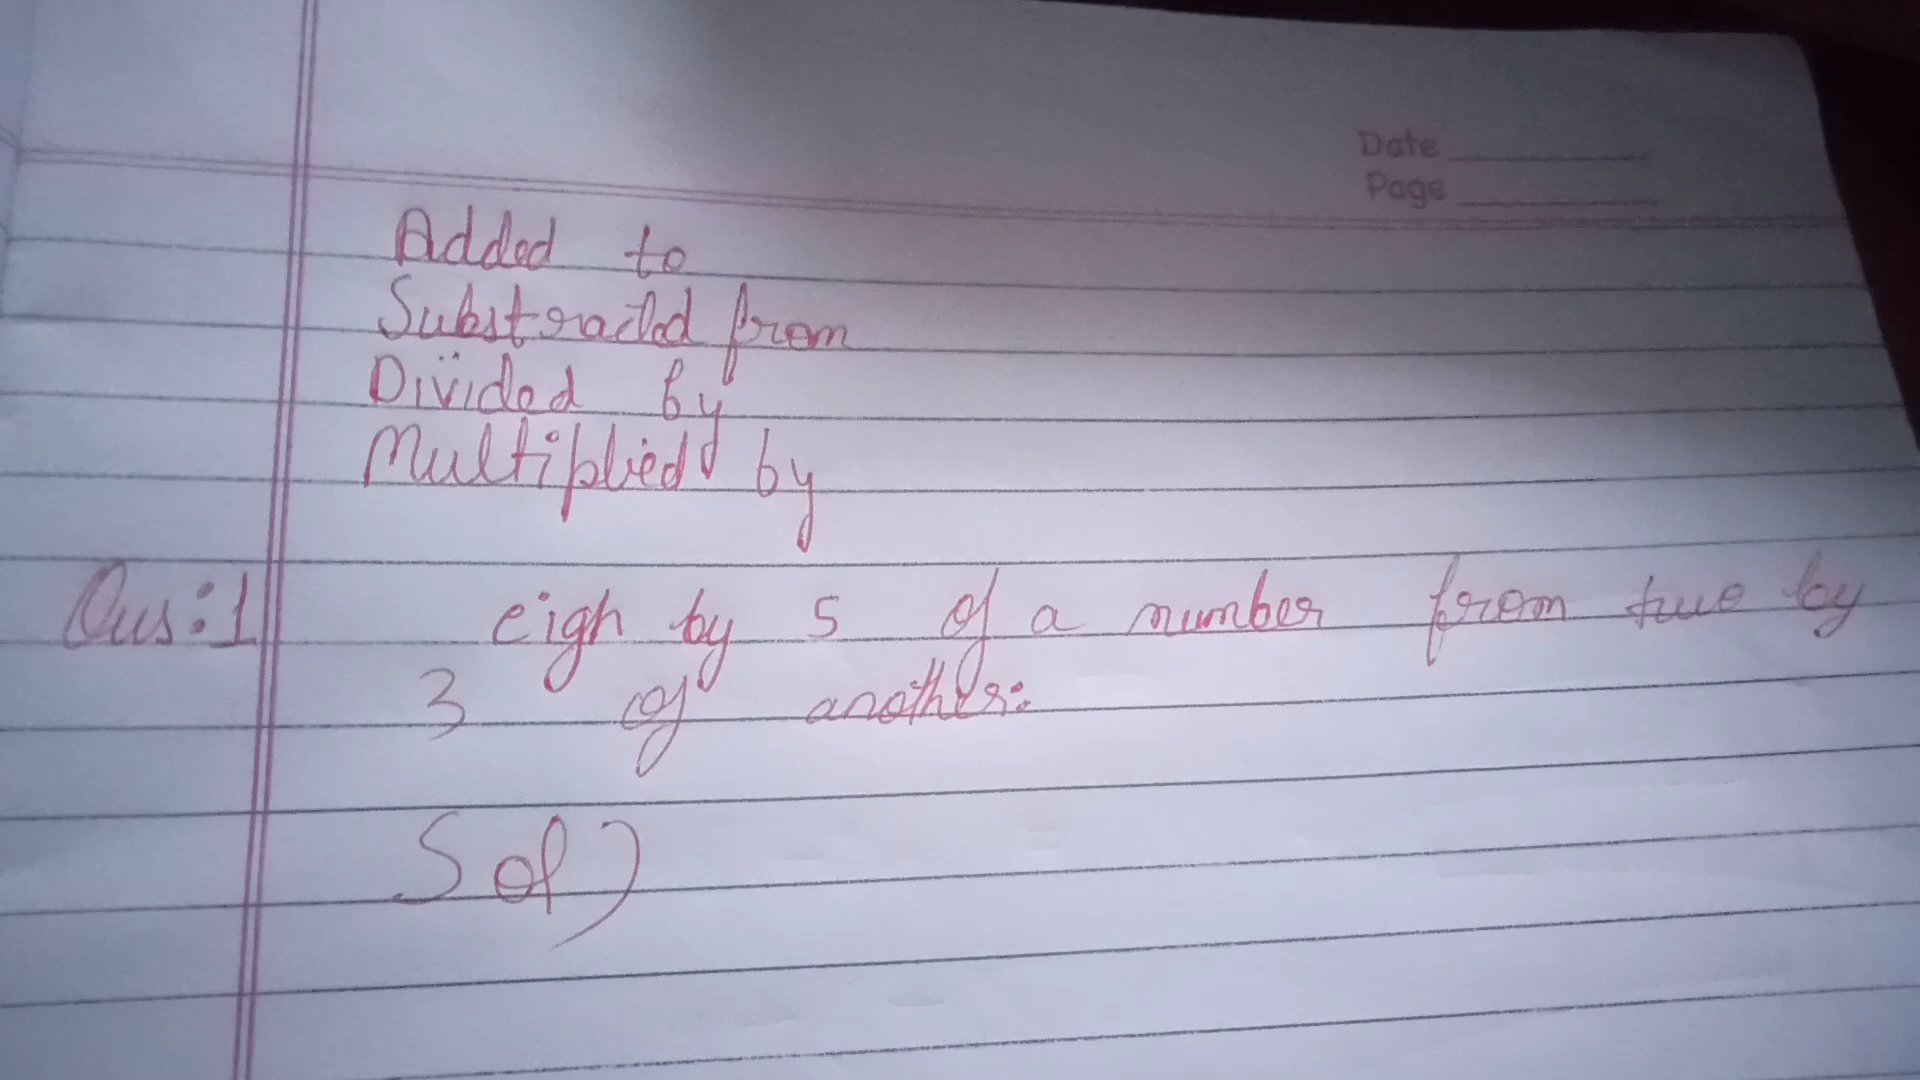 Date
Page
Added to
Substracted from
Divided by
Multiplied by
Qus:1 eigh by 5 of a number from two by
3 of another:
Sol)